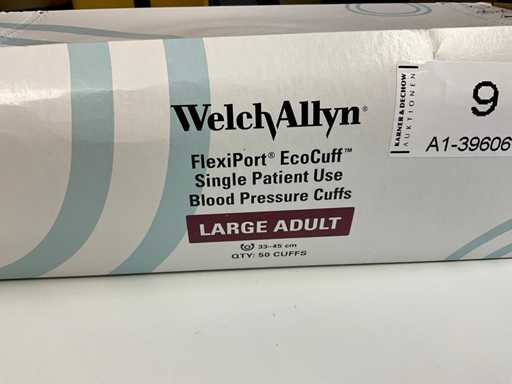 WelchAllyn®
FlexiPort® EcoCuff™
Single Patient Use
Blood Pressure Cuffs
LARGE ADULT
33-45 cm
QTY: 50 CUFFS
KARNER & DECHOW
AUKTIONEN
9
A1-39606